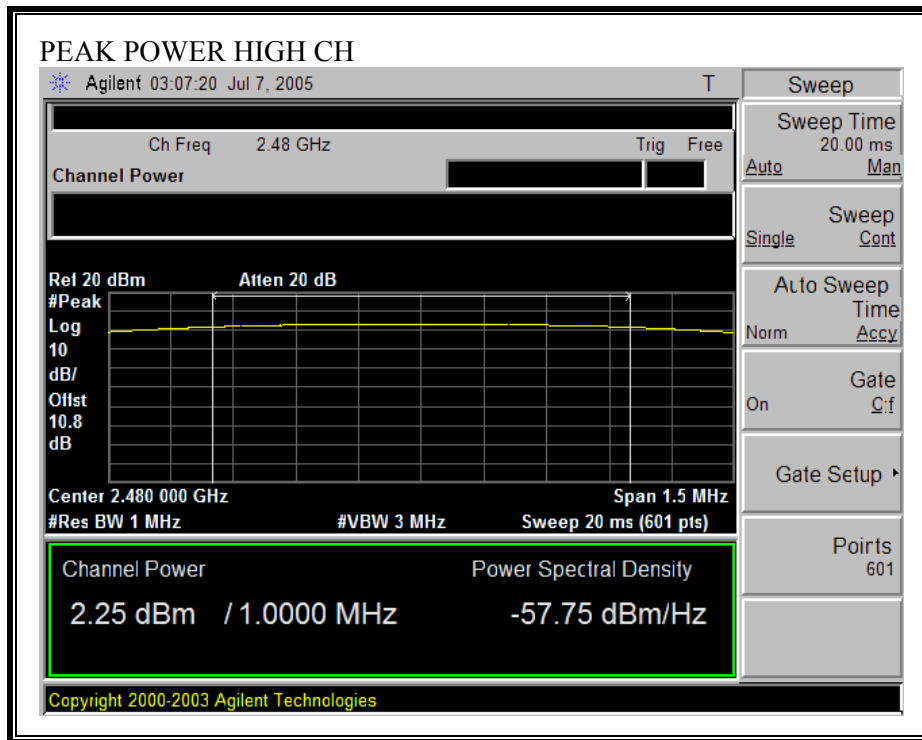 PEAK POWER HIGH CH
Agilent 03:07:20 Jul 7, 2005 T
Ch Freq 2.48 GHz Trig Free
Channel Power
Ref 20 dBm Atten 20 dB
#Peak
Log
10
dB/
Offst
10.8
dB
Center 2.480 000 GHz Span 1.5 MHz
#Res BW 1 MHz #VBW 3 MHz Sweep 20 ms (601 pts)
Channel Power Power Spectral Density
2.25 dBm / 1.0000 MHz -57.75 dBm/Hz
Copyright 2000-2003 Agilent Technologies
Sweep
Sweep Time
20.00 ms
Auto Man
Sweep
Single Cont
Auto Sweep
Time
Norm Accy
Gate
On Off
Gate Setup
Points
601